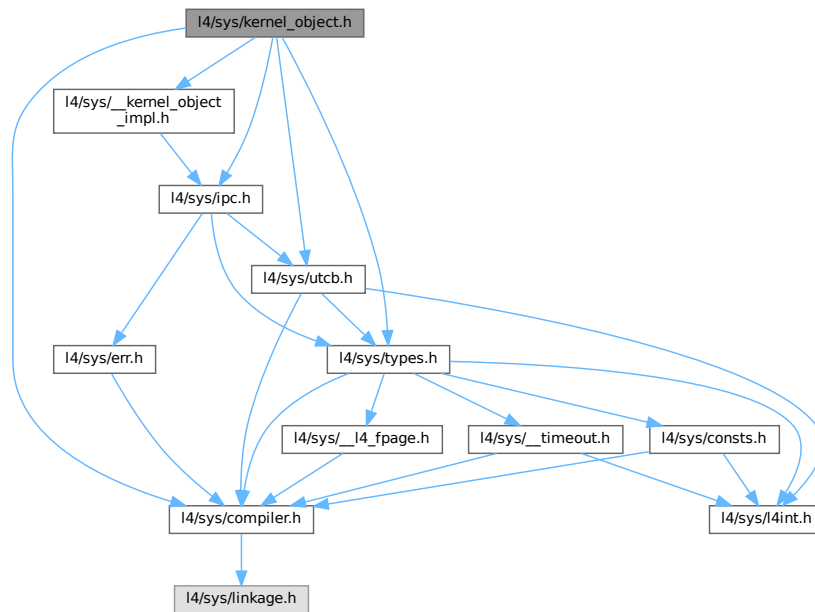 l4/sys/kernel_object.h
l4/sys/__kernel_object
_impl.h
l4/sys/ipc.h
l4/sys/utcb.h
l4/sys/err.h
l4/sys/types.h
l4/sys/__l4_fpage.h
l4/sys/__timeout.h
l4/sys/consts.h
l4/sys/compiler.h
l4/sys/l4int.h
l4/sys/linkage.h